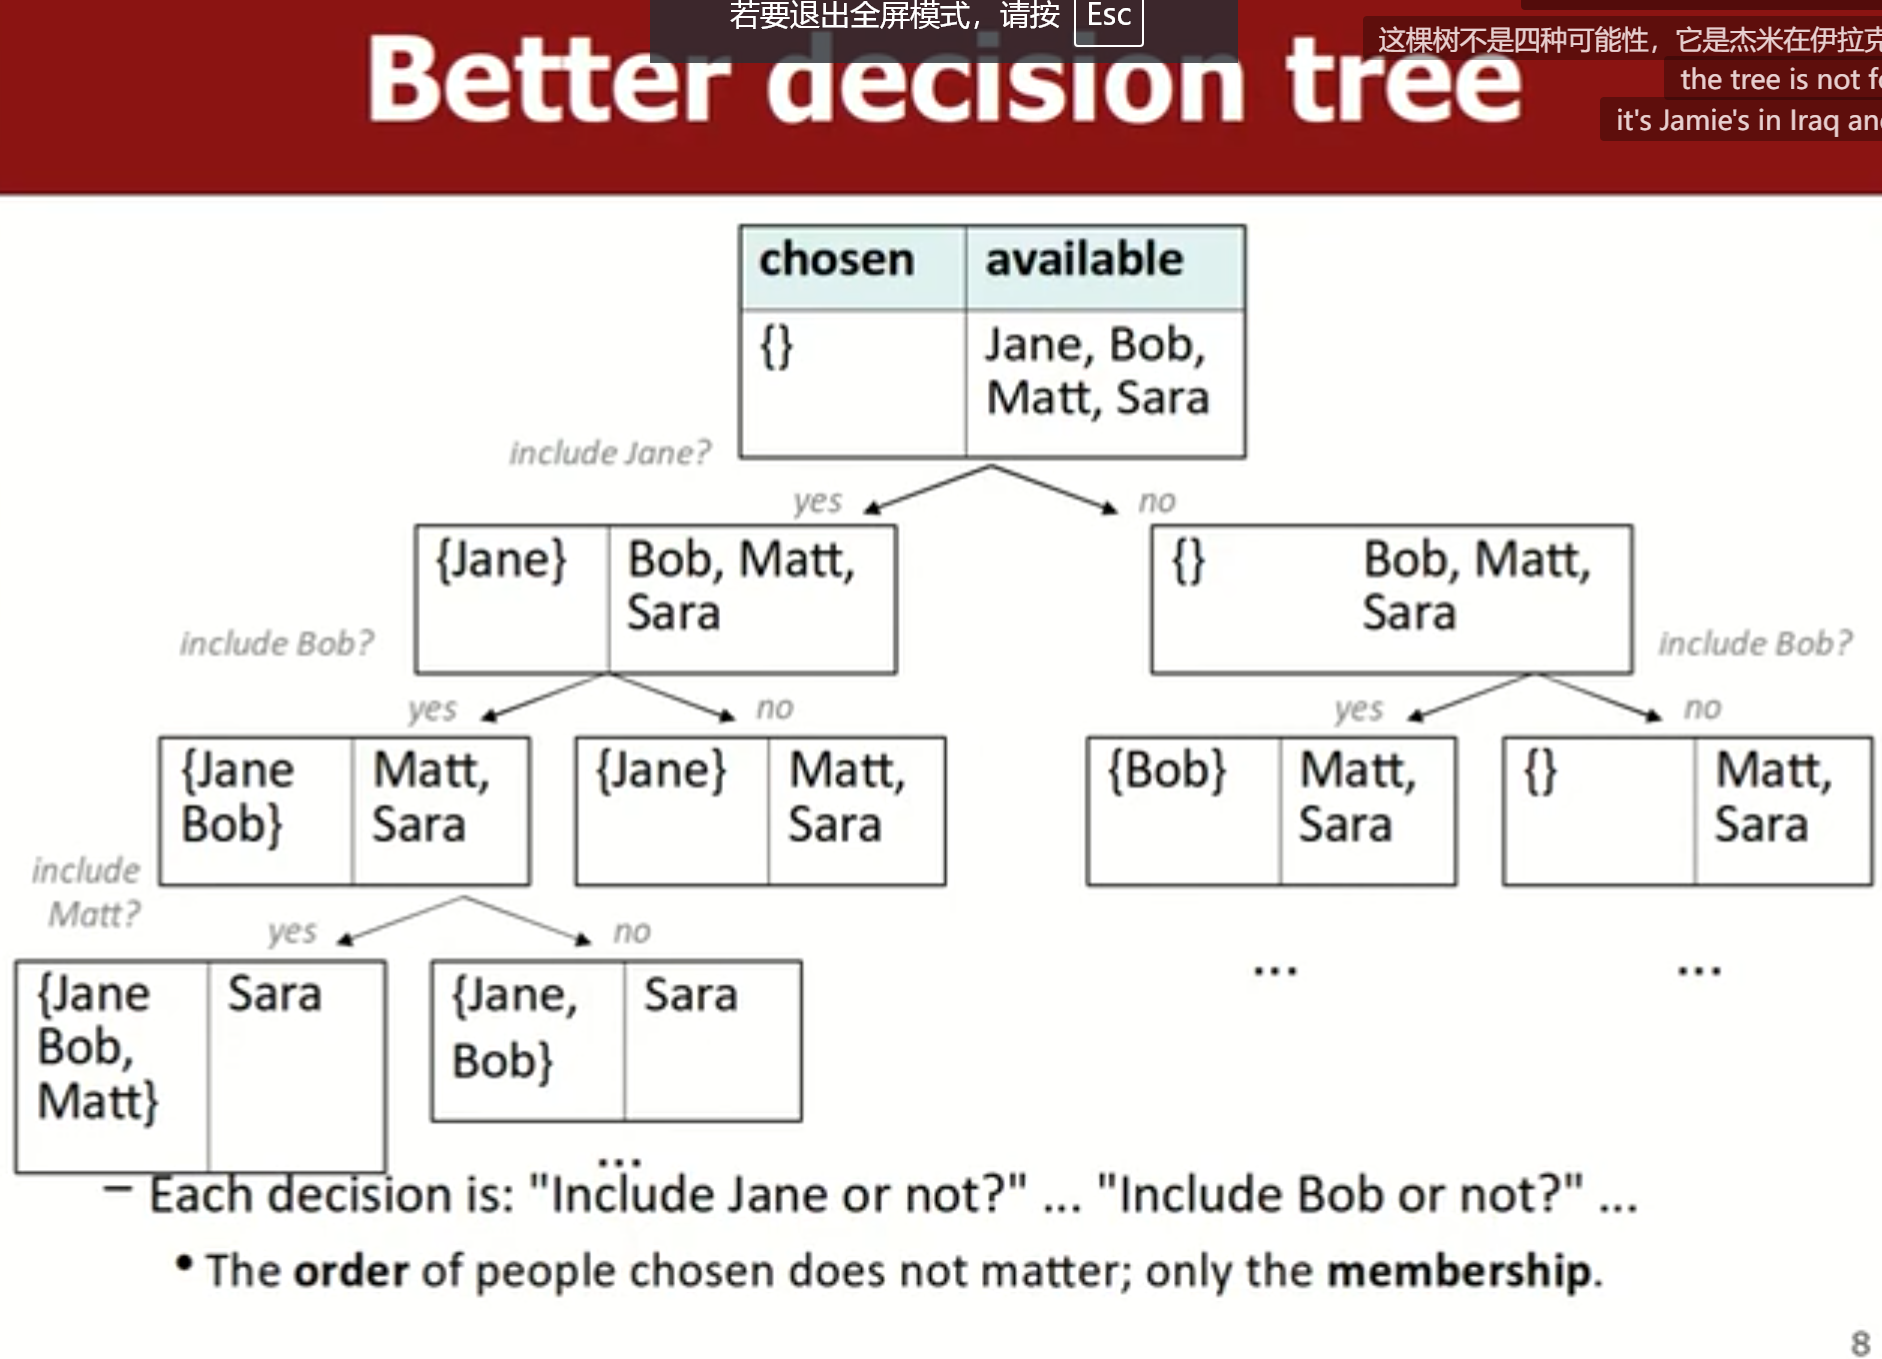 若要退出全屏模式，请按 Esc
这棵树不是四种可能性，它是杰米在伊拉克
the tree is not
it's Jamie's in Iraq
Better decision tree
chosen available
{} Jane, Bob,
Matt, Sara
include Jane?
yes no
{Jane} Bob, Matt,
Sara
{} Bob, Matt,
Sara
include Bob?
include Bob?
yes no
yes no
{Jane
Bob}
Matt,
Sara
{Jane} Matt,
Sara
{Bob} Matt,
Sara
{} Matt,
Sara
include
Matt?
yes no
{Jane
Bob,
Matt}
Sara
{Jane,
Bob}
Sara
...
...
...
– Each decision is: "Include Jane or not?" ... "Include Bob or not?" ...
• The order of people chosen does not matter; only the membership.
8